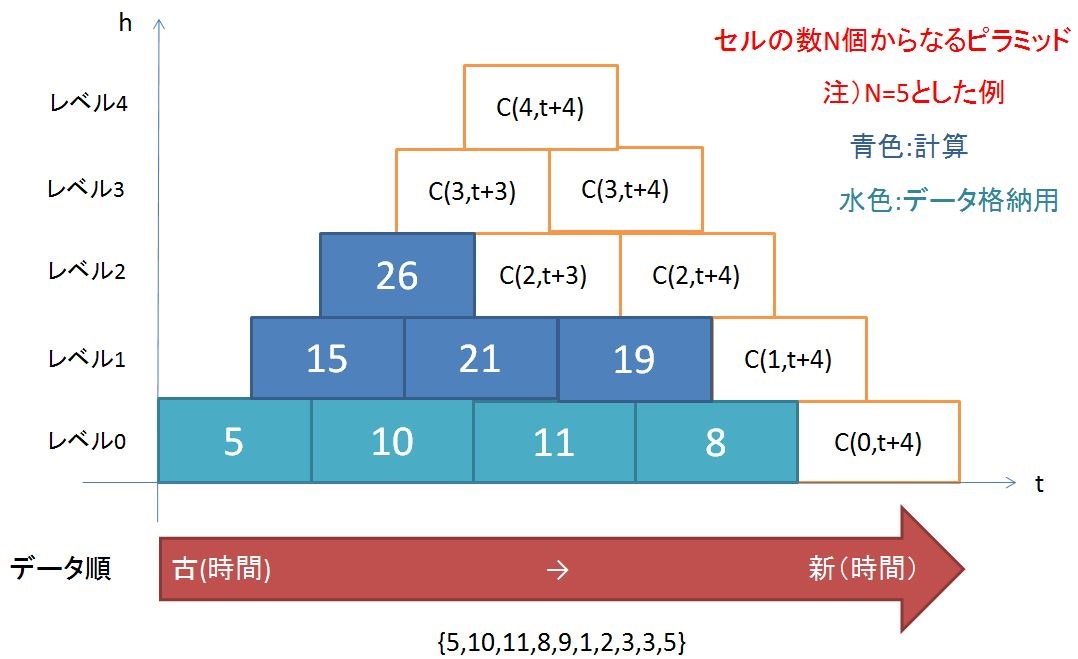 h
セルの数N個からなるピラミッド
注）N=5とした例
青色:計算
水色:データ格納用
レベル4
C(4,t+4)
レベル3
C(3,t+3)
C(3,t+4)
レベル2
26
C(2,t+3)
C(2,t+4)
レベル1
15
21
19
C(1,t+4)
レベル0
5
10
11
8
C(0,t+4)
t
データ順
古(時間)
→
新（時間）
{5,10,11,8,9,1,2,3,3,5}